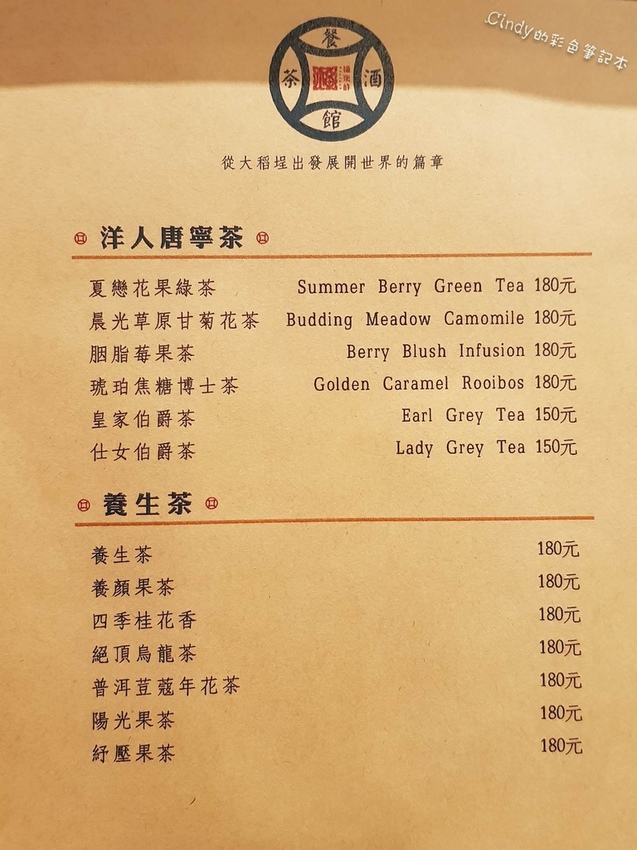 Cindy的彩色筆記本
餐
茶 酒
館
從大稻埕出發展開世界的篇章
洋人唐寧茶
夏戀花果綠茶 Summer Berry Green Tea 180元
晨光草原甘菊花茶 Budding Meadow Camomile 180元
胭脂莓果茶 Berry Blush Infusion 180元
琥珀焦糖博士茶 Golden Caramel Rooibos 180元
皇家伯爵茶 Earl Grey Tea 150元
仕女伯爵茶 Lady Grey Tea 150元
養生茶
養生茶 180元
養顏果茶 180元
四季桂花香 180元
絕頂烏龍茶 180元
普洱荳蔻年花茶 180元
陽光果茶 180元
紓壓果茶 180元